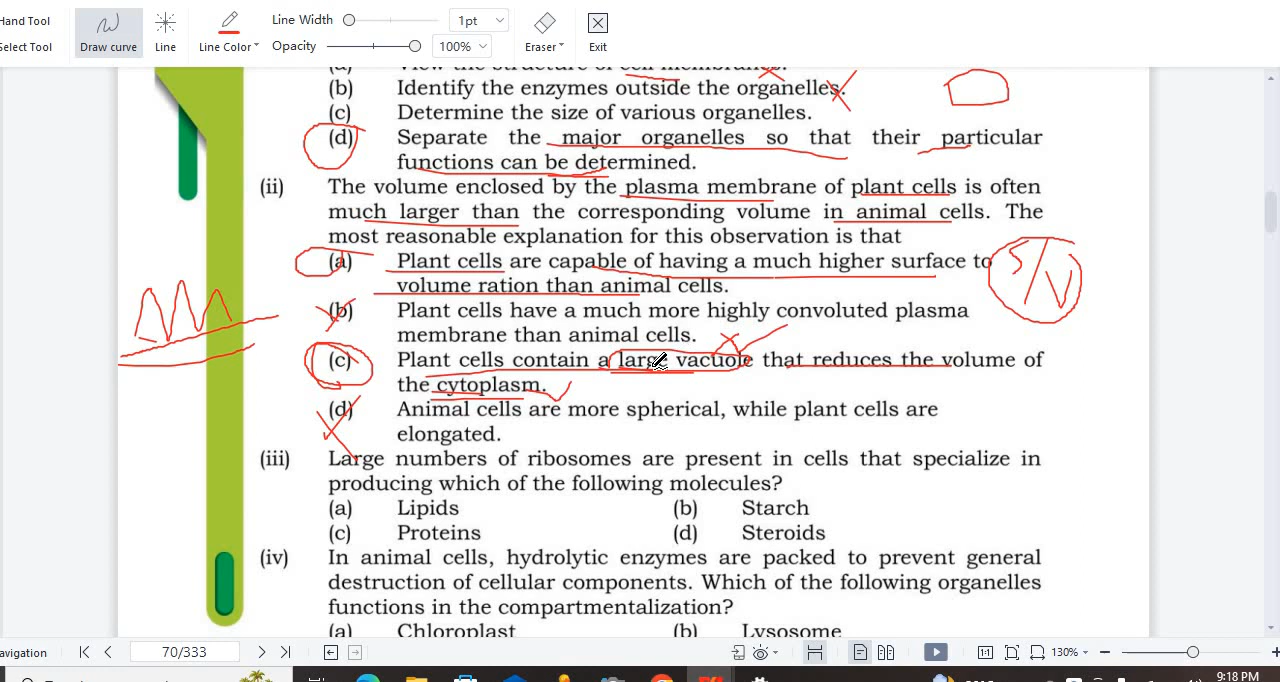 Hand Tool
Line Width
1pt
Select Tool
Draw curve
Line
Line Color
Opacity
100%
Eraser
Exit
(a) View the structure of cell membranes.
(b) Identify the enzymes outside the organelles.
(c) Determine the size of various organelles.
(d) Separate the major organelles so that their particular
functions can be determined.
(ii) The volume enclosed by the plasma membrane of plant cells is often
much larger than the corresponding volume in animal cells. The
most reasonable explanation for this observation is that
(a) Plant cells are capable of having a much higher surface to
volume ration than animal cells.
S/V
(b) Plant cells have a much more highly convoluted plasma
membrane than animal cells.
(c) Plant cells contain a large vacuole that reduces the volume of
the cytoplasm.
(d) Animal cells are more spherical, while plant cells are
elongated.
(iii) Large numbers of ribosomes are present in cells that specialize in
producing which of the following molecules?
(a) Lipids (b) Starch
(c) Proteins (d) Steroids
(iv) In animal cells, hydrolytic enzymes are packed to prevent general
destruction of cellular components. Which of the following organelles
functions in the compartmentalization?
(a) Chloroplast (b) Lysosome
avigation
70/333
130%
9:18 PM